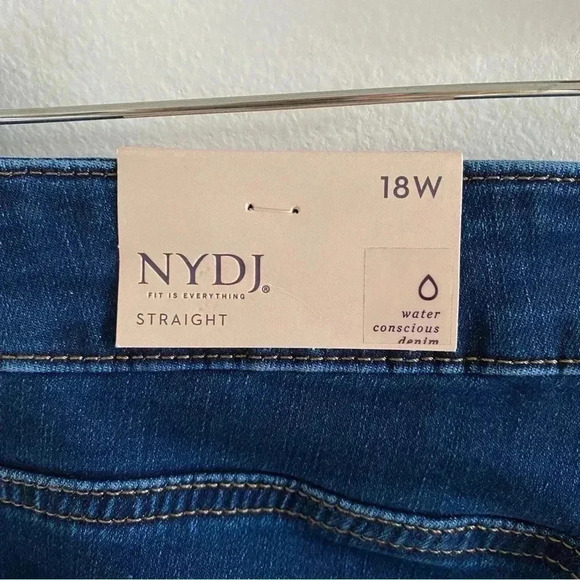 18W
NYDJ®
FIT IS EVERYTHING
STRAIGHT
water
conscious
denim